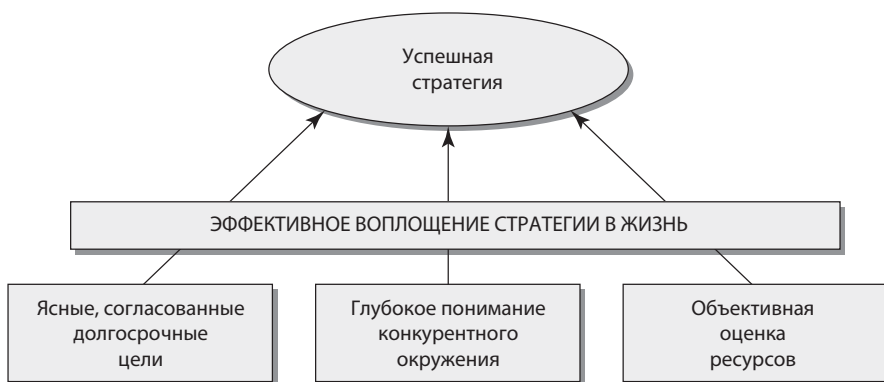 Успешная
стратегия
ЭФФЕКТИВНОЕ ВОПЛОЩЕНИЕ СТРАТЕГИИ В ЖИЗНЬ
Ясные, согласованные
долгосрочные
цели
Глубокое понимание
конкурентного
окружения
Объективная
оценка
ресурсов